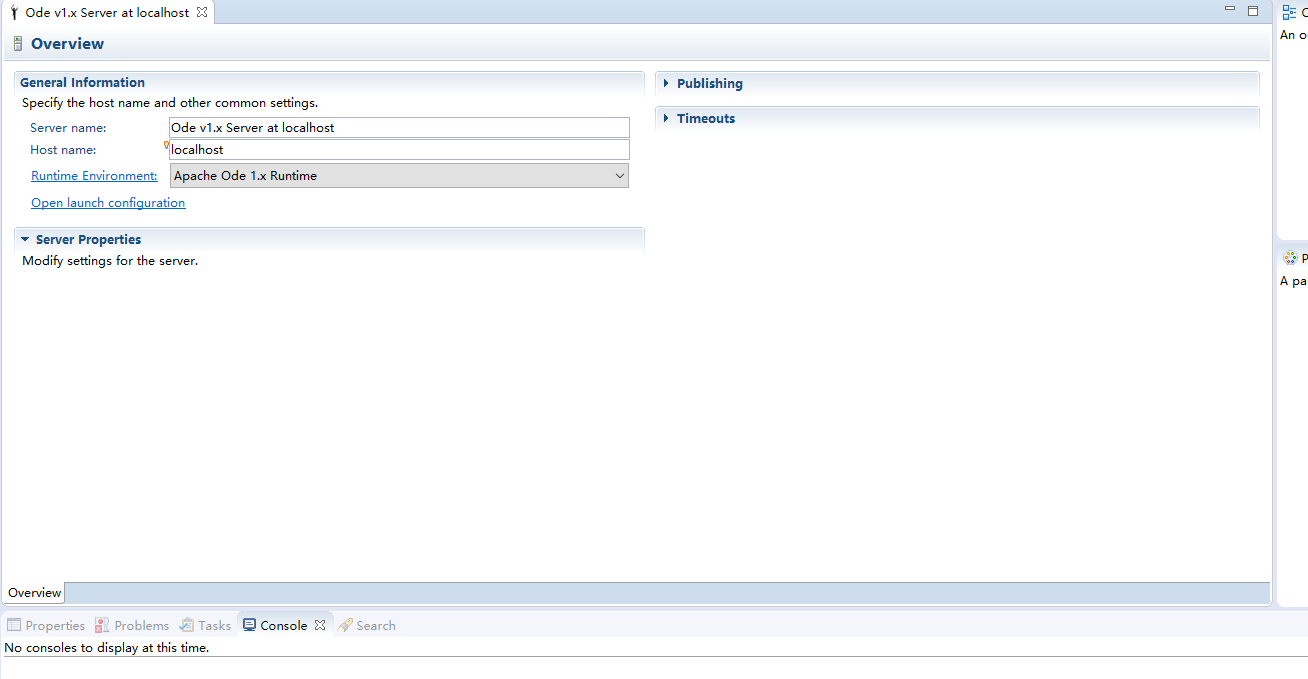 Ode v1.x Server at localhost
Overview
General Information
Specify the host name and other common settings.
Server name: Ode v1.x Server at localhost
Host name: localhost
Runtime Environment: Apache Ode 1.x Runtime
Open launch configuration
Server Properties
Modify settings for the server.
Publishing
Timeouts
An
Overview
Properties Problems Tasks Console Search
No consoles to display at this time.